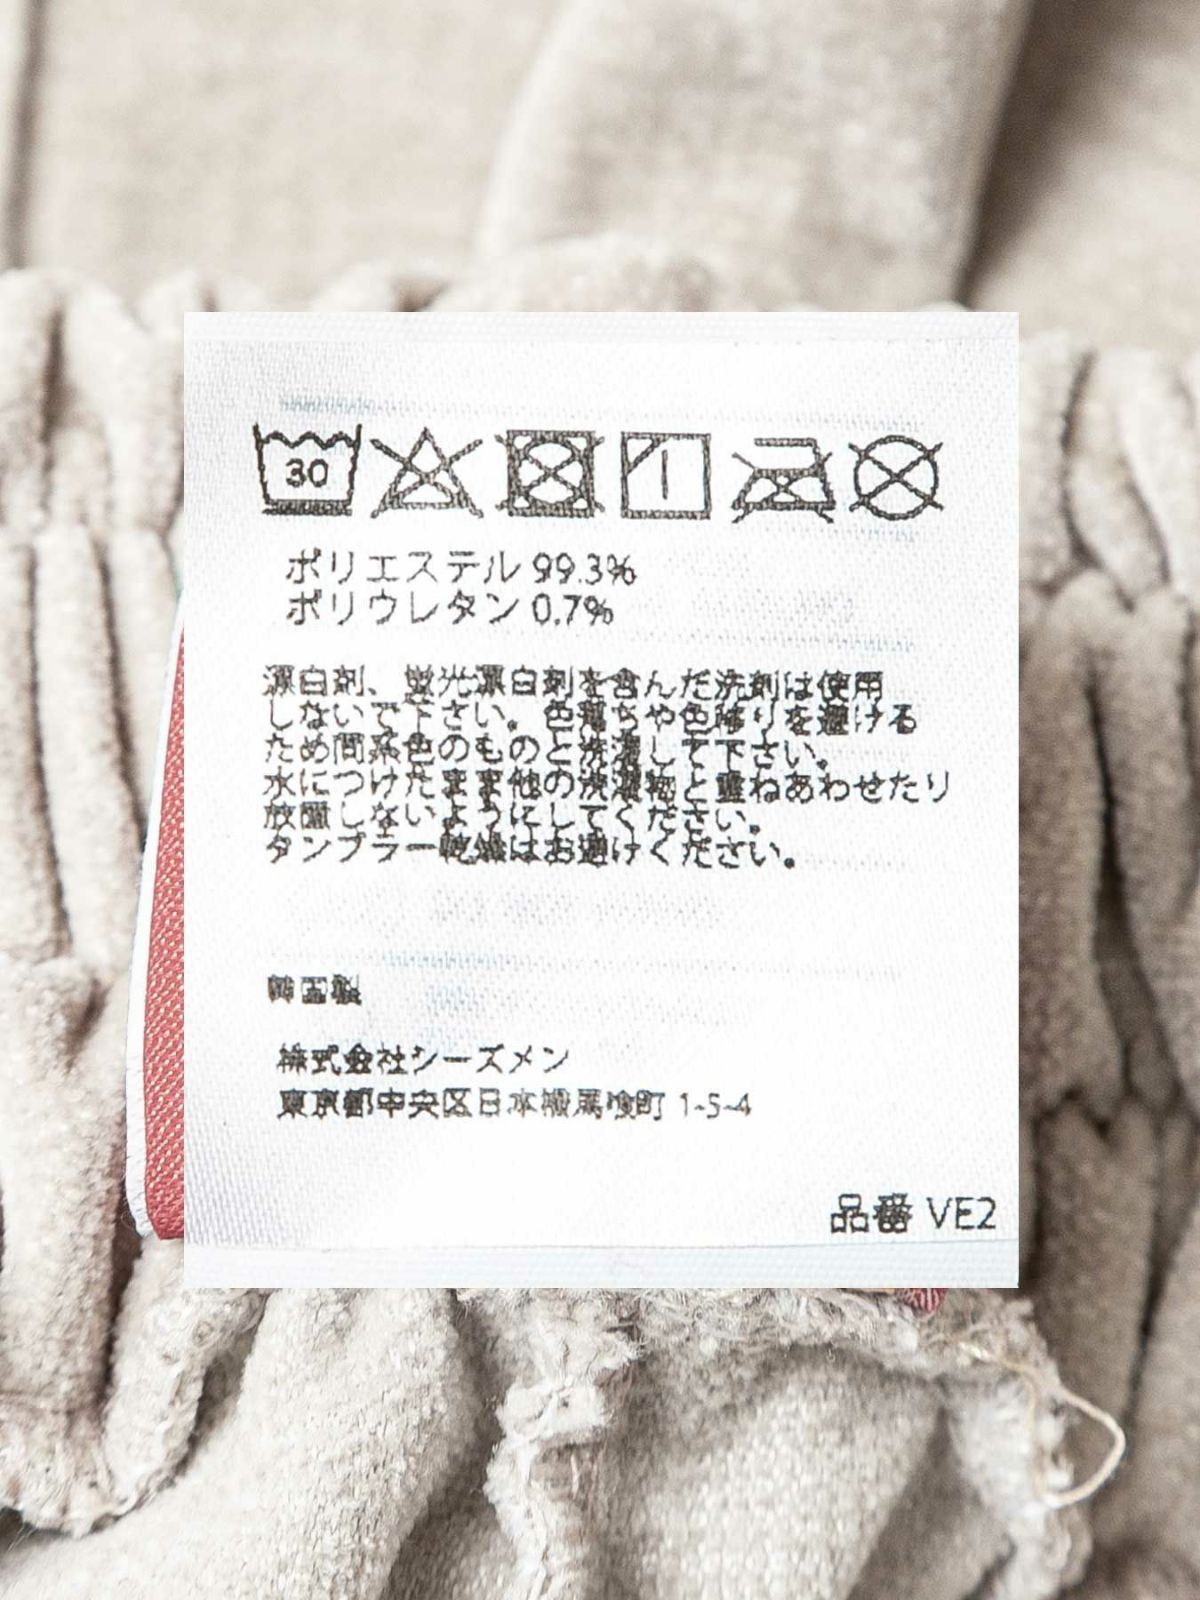 30
ポリエステル 99.3%
ポリウレタン 0.7%
漂白剤、蛍光漂白剤を含んだ洗剤は使用
しないで下さい。色落ちや色移りを避ける
ため同系色のものと洗濯して下さい。
水につけたまま他の洗濯物と重ねあわせたり
放置しないようにしてください。
タンブラー乾燥はお避けください。
韓国製
株式会社シーズメン
東京都中央区日本橋馬喰町 1-5-4
品番 VE2